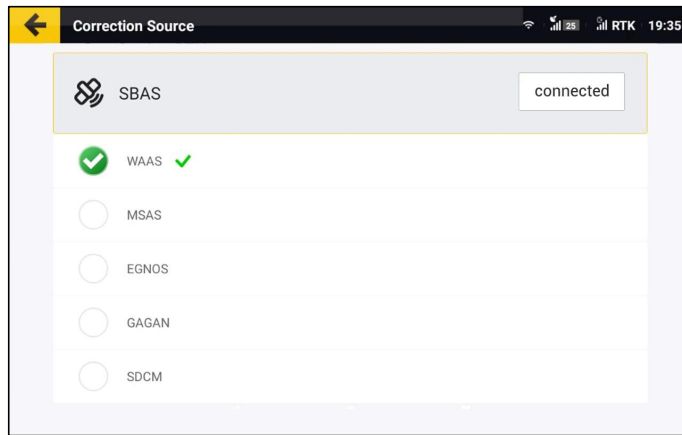 Correction Source 25 RTK 19:35
SBAS connected
WAAS
MSAS
EGNOS
GAGAN
SDCM